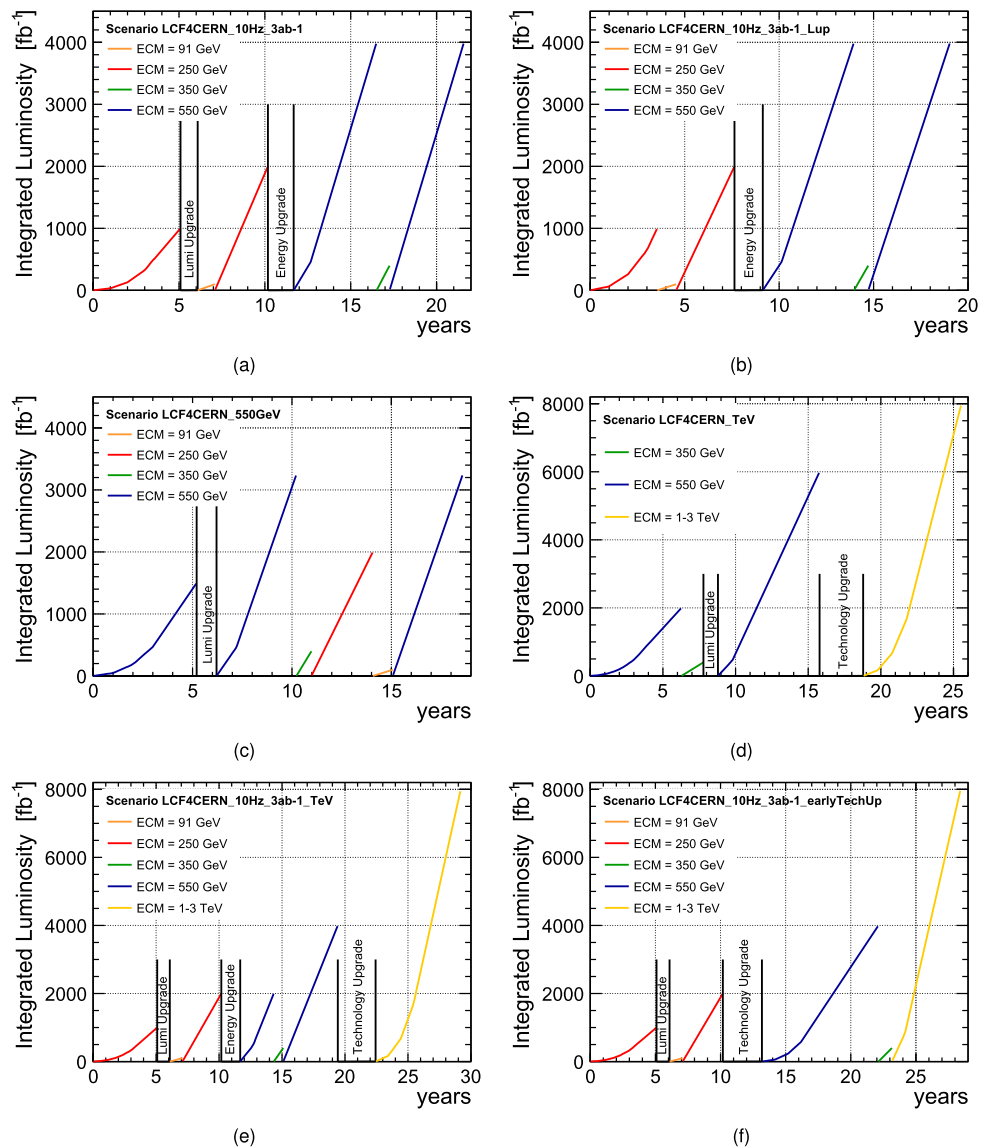 Integrated Luminosity [fb-1]
Scenario LCF4CERN_10Hz_3ab-1
ECM = 91 GeV
ECM = 250 GeV
ECM = 350 GeV
ECM = 550 GeV
Lumi Upgrade
Energy Upgrade
4000
3000
2000
1000
0
0 5 10 15 20
years
(a)
Integrated Luminosity [fb-1]
Scenario LCF4CERN_10Hz_3ab-1_Lup
ECM = 91 GeV
ECM = 250 GeV
ECM = 350 GeV
ECM = 550 GeV
Energy Upgrade
4000
3000
2000
1000
0
0 5 10 15 20
years
(b)
Integrated Luminosity [fb-1]
Scenario LCF4CERN_550GeV
ECM = 91 GeV
ECM = 250 GeV
ECM = 350 GeV
ECM = 550 GeV
Lumi Upgrade
4000
3000
2000
1000
0
0 5 10 15
years
(c)
Integrated Luminosity [fb-1]
Scenario LCF4CERN_TeV
ECM = 350 GeV
ECM = 550 GeV
ECM = 1-3 TeV
Lumi Upgrade
Technology Upgrade
8000
6000
4000
2000
0
0 5 10 15 20 25
years
(d)
Integrated Luminosity [fb-1]
Scenario LCF4CERN_10Hz_3ab-1_TeV
ECM = 91 GeV
ECM = 250 GeV
ECM = 350 GeV
ECM = 550 GeV
ECM = 1-3 TeV
Lumi Upgrade
Energy Upgrade
Technology Upgrade
8000
6000
4000
2000
0
0 5 10 15 20 25 30
years
(e)
Integrated Luminosity [fb-1]
Scenario LCF4CERN_10Hz_3ab-1_earlyTechUp
ECM = 91 GeV
ECM = 250 GeV
ECM = 350 GeV
ECM = 550 GeV
ECM = 1-3 TeV
Lumi Upgrade
Technology Upgrade
8000
6000
4000
2000
0
0 5 10 15 20 25
years
(f)